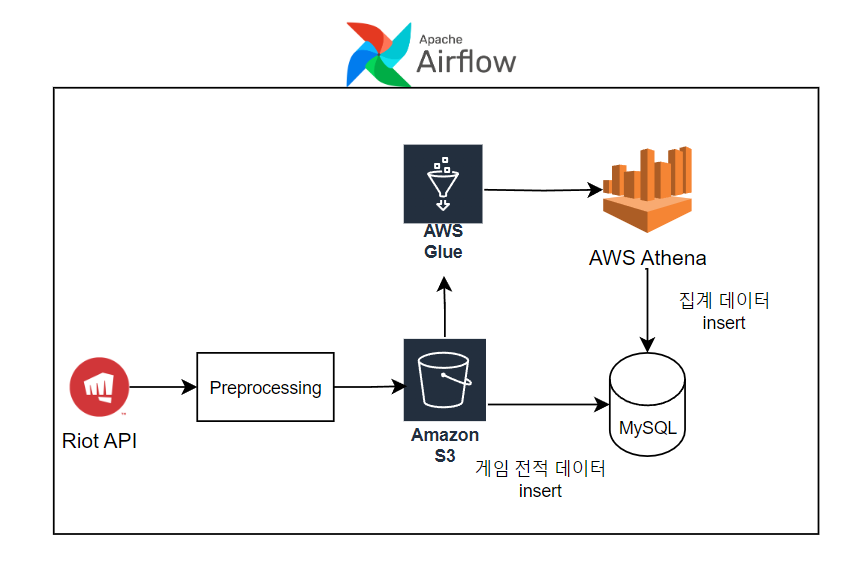 Apache
Airflow
AWS
Glue
AWS Athena
집계 데이터
insert
Riot API
Preprocessing
Amazon
S3
게임 전적 데이터
insert
MySQL